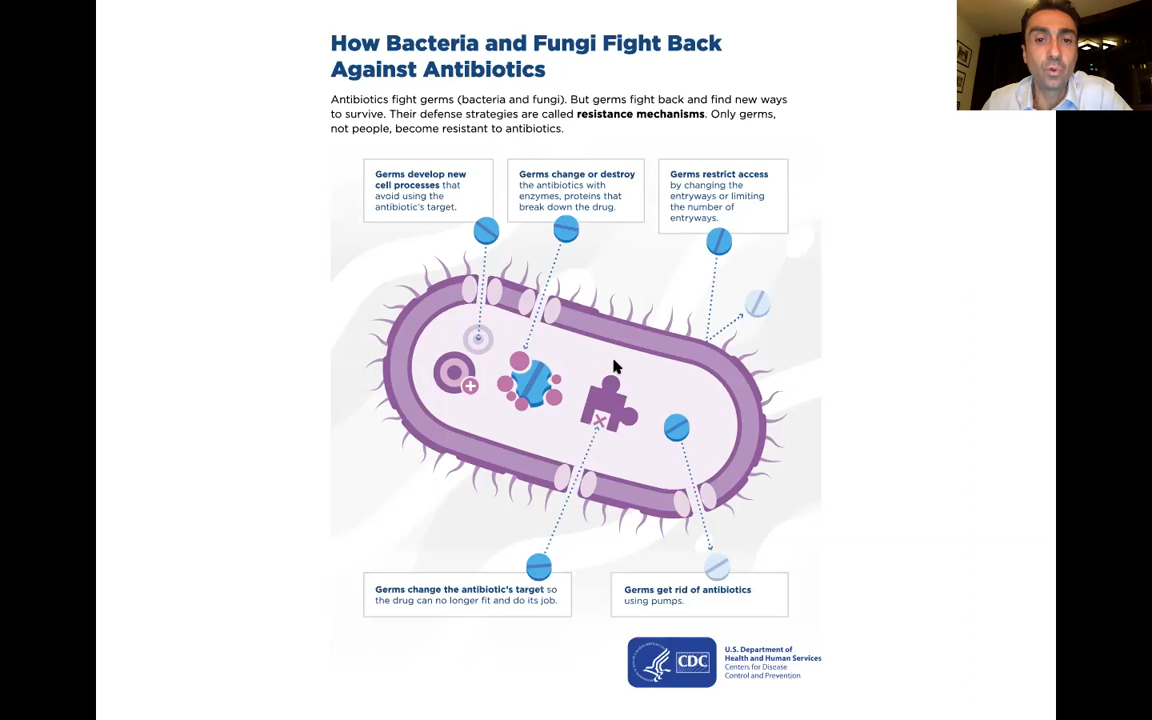 How Bacteria and Fungi Fight Back
Against Antibiotics
Antibiotics fight germs (bacteria and fungi). But germs fight back and find new ways
to survive. Their defense strategies are called resistance mechanisms. Only germs,
not people, become resistant to antibiotics.
Germs develop new
cell processes that
avoid using the
antibiotic's target.
Germs change or destroy
the antibiotics with
enzymes, proteins that
break down the drug.
Germs restrict access
by changing the
entryways or limiting
the number of
entryways.
Germs change the antibiotic's target so
the drug can no longer fit and do its job.
Germs get rid of antibiotics
using pumps.
CDC
U.S. Department of
Health and Human Services
Centers for Disease
Control and Prevention